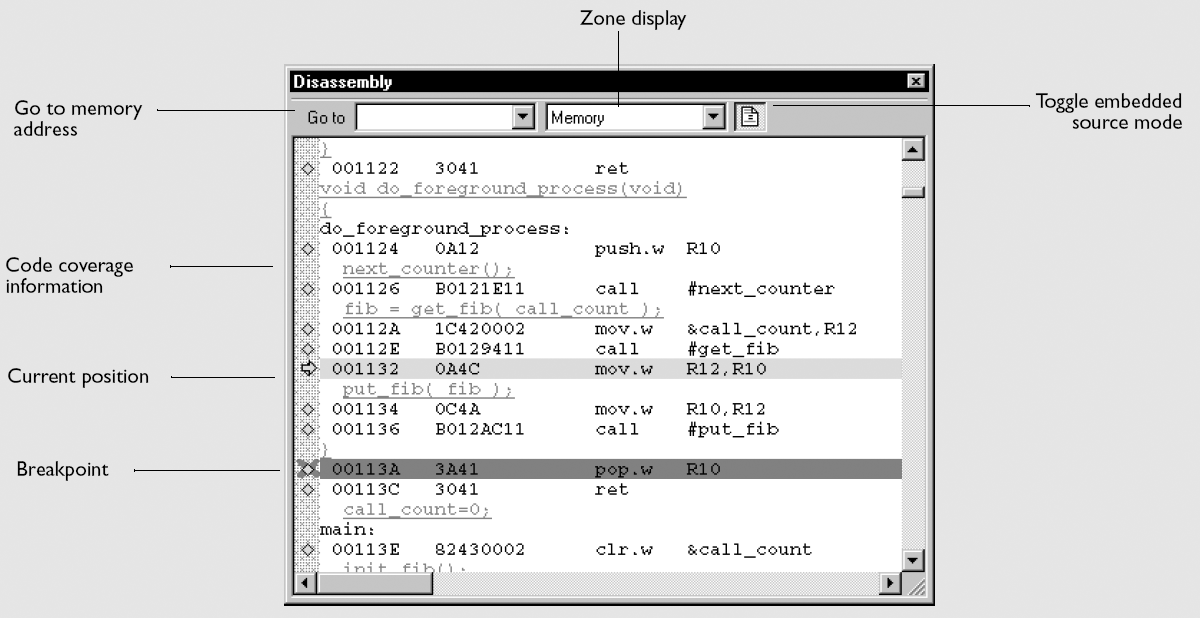 Zone display
Disassembly
Go to memory
address
Go to
Memory
Toggle embedded
source mode
}
001122 3041 ret
void do_foreground_process(void)
{
do_foreground_process:
001124 0A12 push.w R10
Code coverage
information
next_counter();
001126 B0121E11 call #next_counter
fib = get_fib( call_count );
00112A 1C420002 mov.w &call_count,R12
00112E B0129411 call #get_fib
Current position
001132 0A4C mov.w R12,R10
put_fib( fib );
001134 0C4A mov.w R10,R12
001136 B012AC11 call #put_fib
}
Breakpoint
00113A 3A41 pop.w R10
00113C 3041 ret
call_count=0;
main:
00113E 82430002 clr.w &call_count
init_fib();